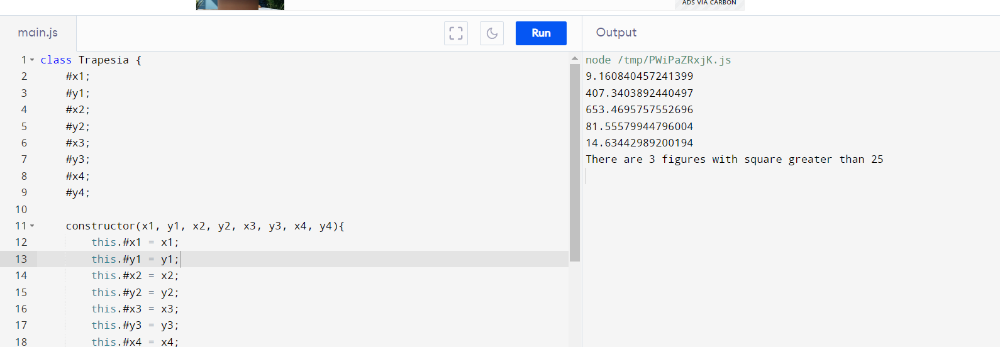 ADS VIA CARBON
main.js
Run
Output
1 class Trapesia {
2 #x1;
3 #y1;
4 #x2;
5 #y2;
6 #x3;
7 #y3;
8 #x4;
9 #y4;
10
11 constructor(x1, y1, x2, y2, x3, y3, x4, y4){
12 this.#x1 = x1;
13 this.#y1 = y1;
14 this.#x2 = x2;
15 this.#y2 = y2;
16 this.#x3 = x3;
17 this.#y3 = y3;
18 this.#x4 = x4;
node /tmp/PWiPaZRxjK.js
9.160840457241399
407.3403892440497
653.4695757552696
81.55579944796004
14.63442989200194
There are 3 figures with square greater than 25